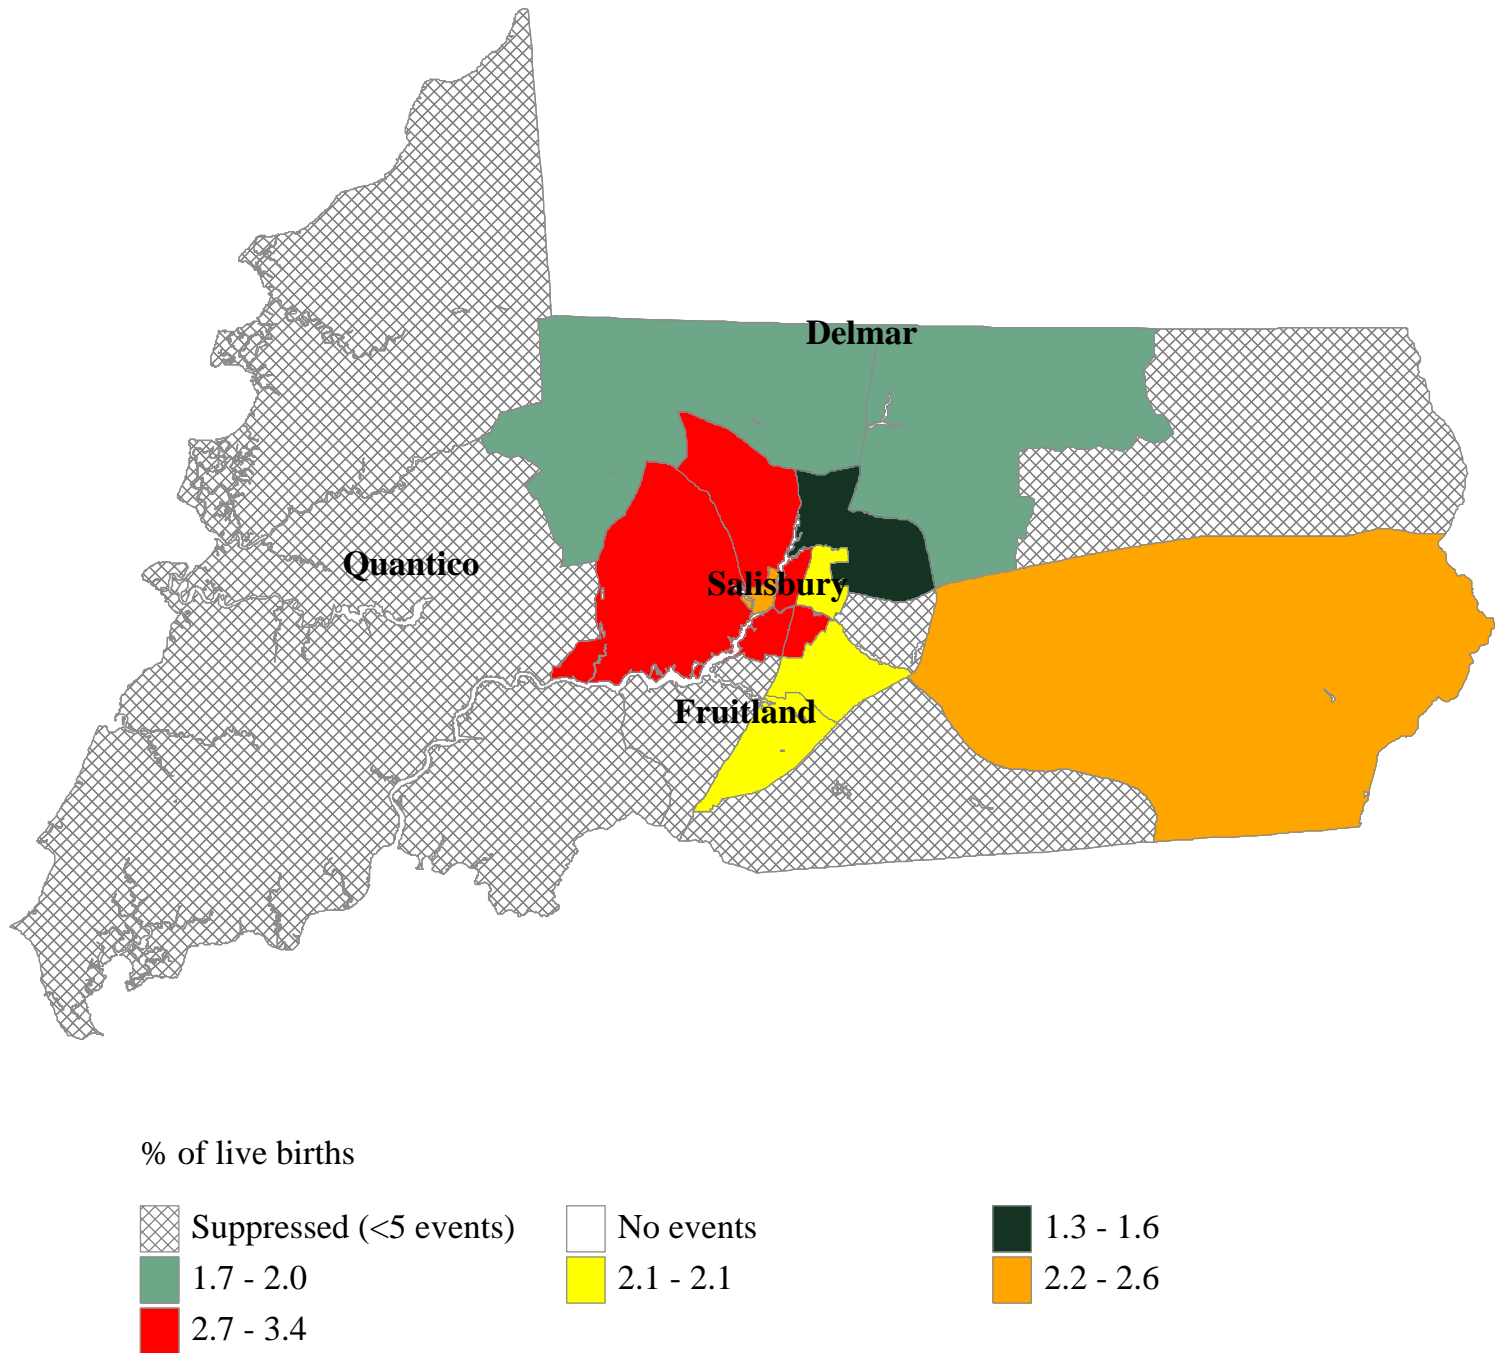 Delmar
Quantico
Salisbury
Fruitland
% of live births
Suppressed (<5 events) No events 1.3 - 1.6
1.7 - 2.0 2.1 - 2.1 2.2 - 2.6
2.7 - 3.4